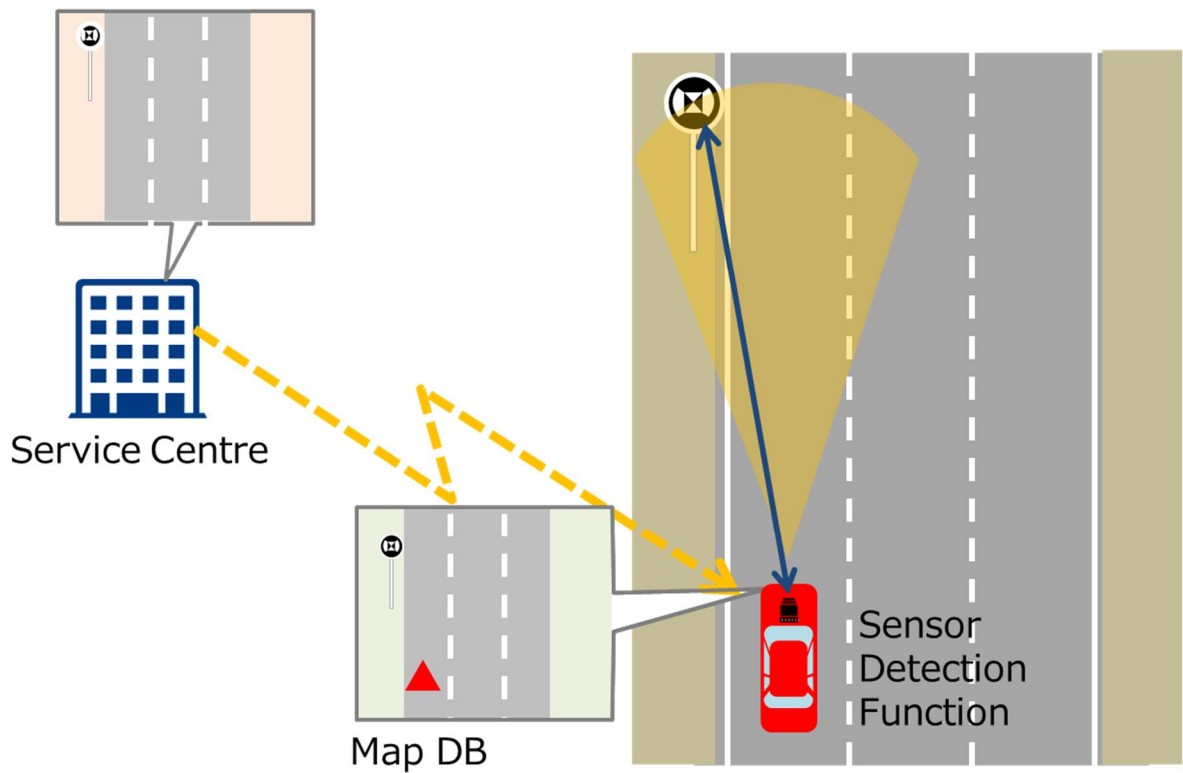 Service Centre
Map DB
Sensor
Detection
Function